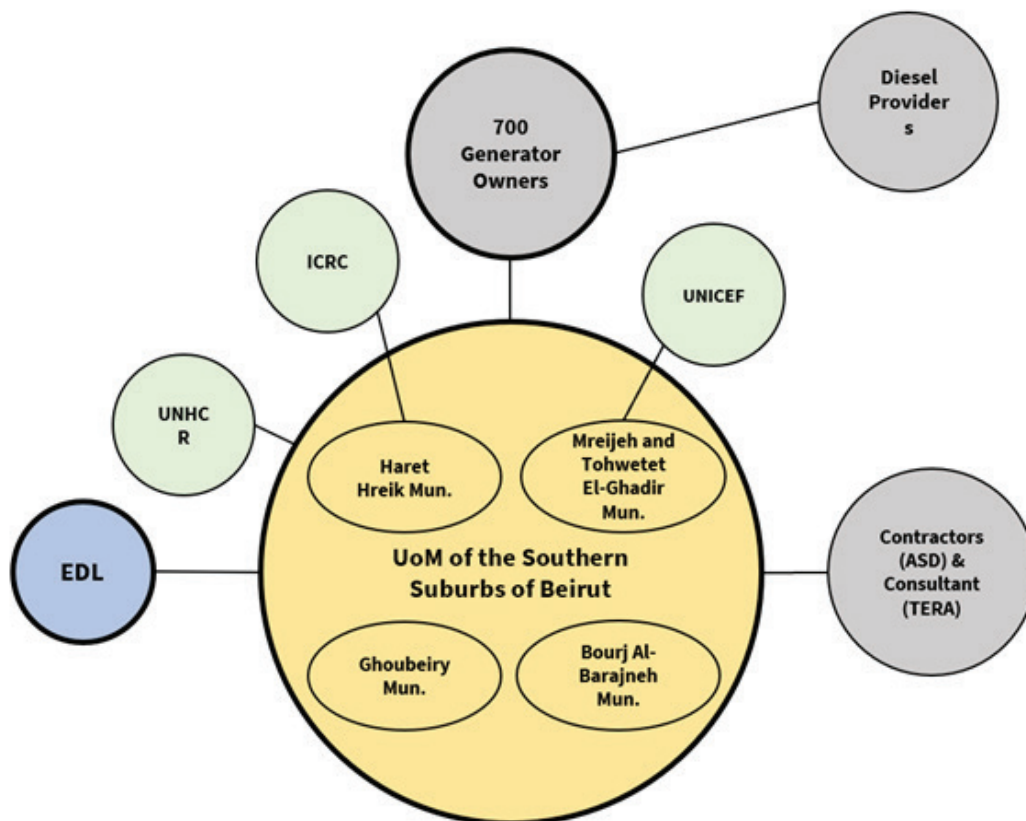 Diesel
Provider
s
700
Generator
Owners
ICRC
UNICEF
UNHC
R
Haret
Hreik Mun.
Mreijeh and
Tohwetet
El-Ghadir
Mun.
EDL
UoM of the Southern
Suburbs of Beirut
Contractors
(ASD) &
Consultant
(TERA)
Ghoubeiry
Mun.
Bourj Al-
Barajneh
Mun.